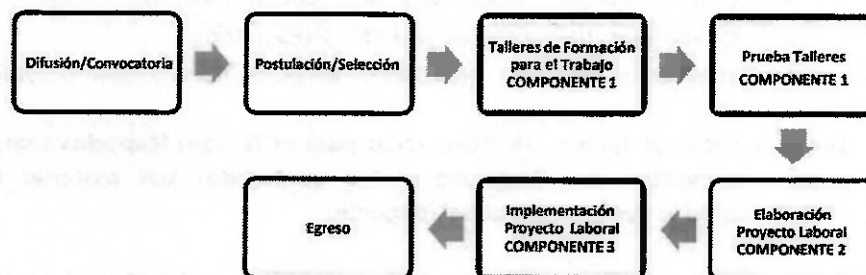 Difusión/Convocatoria
Postulación/Selección
Talleres de Formación
para el Trabajo
COMPONENTE 1
Prueba Talleres
COMPONENTE 1
Elaboración
Proyecto Laboral
COMPONENTE 2
Implementación
Proyecto Laboral
COMPONENTE 3
Egreso